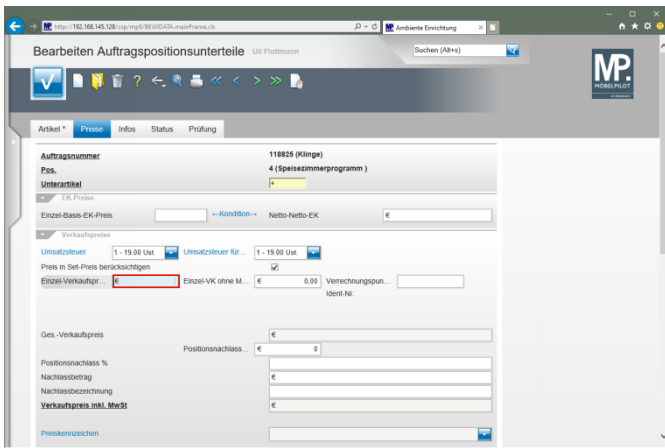 http://192.168.145.128/csp/mp6/BEWIDATA.mainFrame.cls
MP Ambiente Einrichtung
Bearbeiten Auftragspositionsunterteile Uli Flottmann
Suchen (Alt+s)
MP.
MÖBELPILOT
Artikel * Preise Infos Status Prüfung
Auftragsnummer 118825 (Klinge)
Pos. 4 (Speisezimmerprogramm )
Unterartikel +
EK-Preise
Einzel-Basis-EK-Preis ←Kondition→ Netto-Netto-EK €
Verkaufspreise
Umsatzsteuer 1 - 19.00 Ust. Umsatzsteuer für... 1 - 19.00 Ust.
Preis in Set-Preis berücksichtigen
Einzel-Verkaufspr... € Einzel-VK ohne M... € 0.00 Verrechnungspun...
Ident-Nr.
Ges.-Verkaufspreis €
Positionsnachlass... € 0
Positionsnachlass %
Nachlassbetrag €
Nachlassbezeichnung
Verkaufspreis inkl. MwSt €
Preiskennzeichen